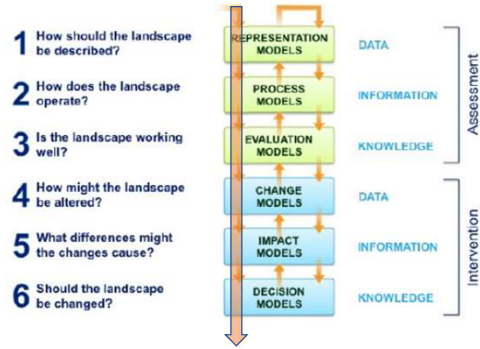 1 How should the landscape
be described?
REPRESENTATION
MODELS
DATA
2 How does the landscape
operate?
PROCESS
MODELS
INFORMATION
3 Is the landscape working
well?
EVALUATION
MODELS
KNOWLEDGE
Assessment
4 How might the landscape
be altered?
CHANGE
MODELS
DATA
5 What differences might
the changes cause?
IMPACT
MODELS
INFORMATION
6 Should the landscape
be changed?
DECISION
MODELS
KNOWLEDGE
Intervention